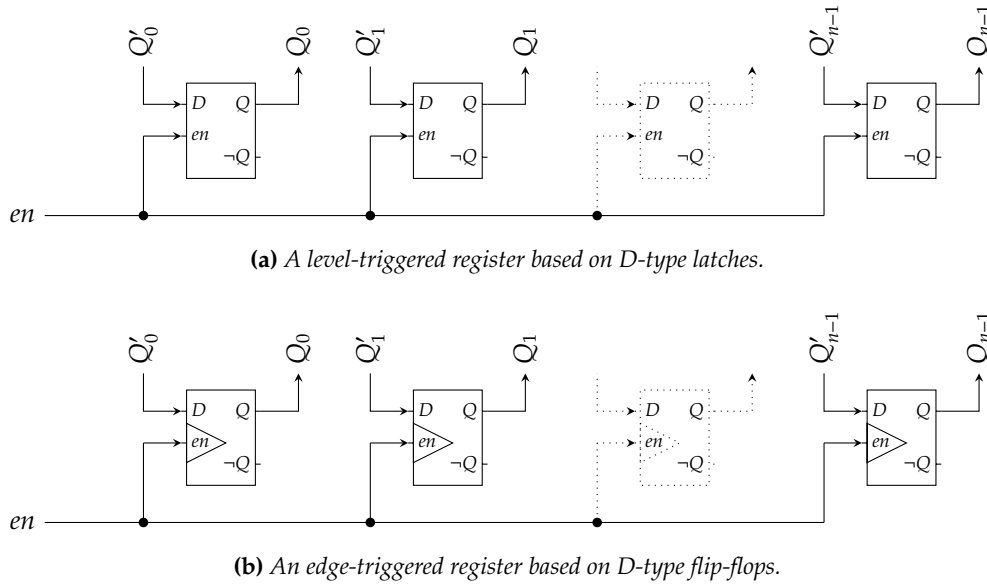 Q′₀ Q₀ Q′₁ Q₁ Q′ₙ₋₁ Oₙ₋₁
D Q D Q D Q D Q
en en en en
¬Q ¬Q ¬Q ¬Q
en
(a) A level-triggered register based on D-type latches.
Q′₀ Q₀ Q′₁ Q₁ Q′ₙ₋₁ Oₙ₋₁
D Q D Q D Q D Q
en en en en
¬Q ¬Q ¬Q ¬Q
en
(b) An edge-triggered register based on D-type flip-flops.